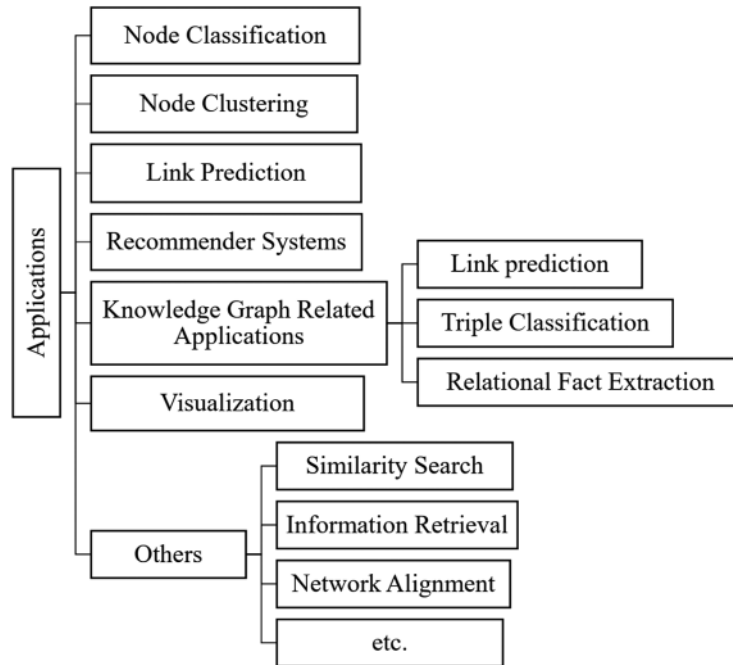 Applications
Node Classification
Node Clustering
Link Prediction
Recommender Systems
Knowledge Graph Related
Applications
Link prediction
Triple Classification
Relational Fact Extraction
Visualization
Others
Similarity Search
Information Retrieval
Network Alignment
etc.